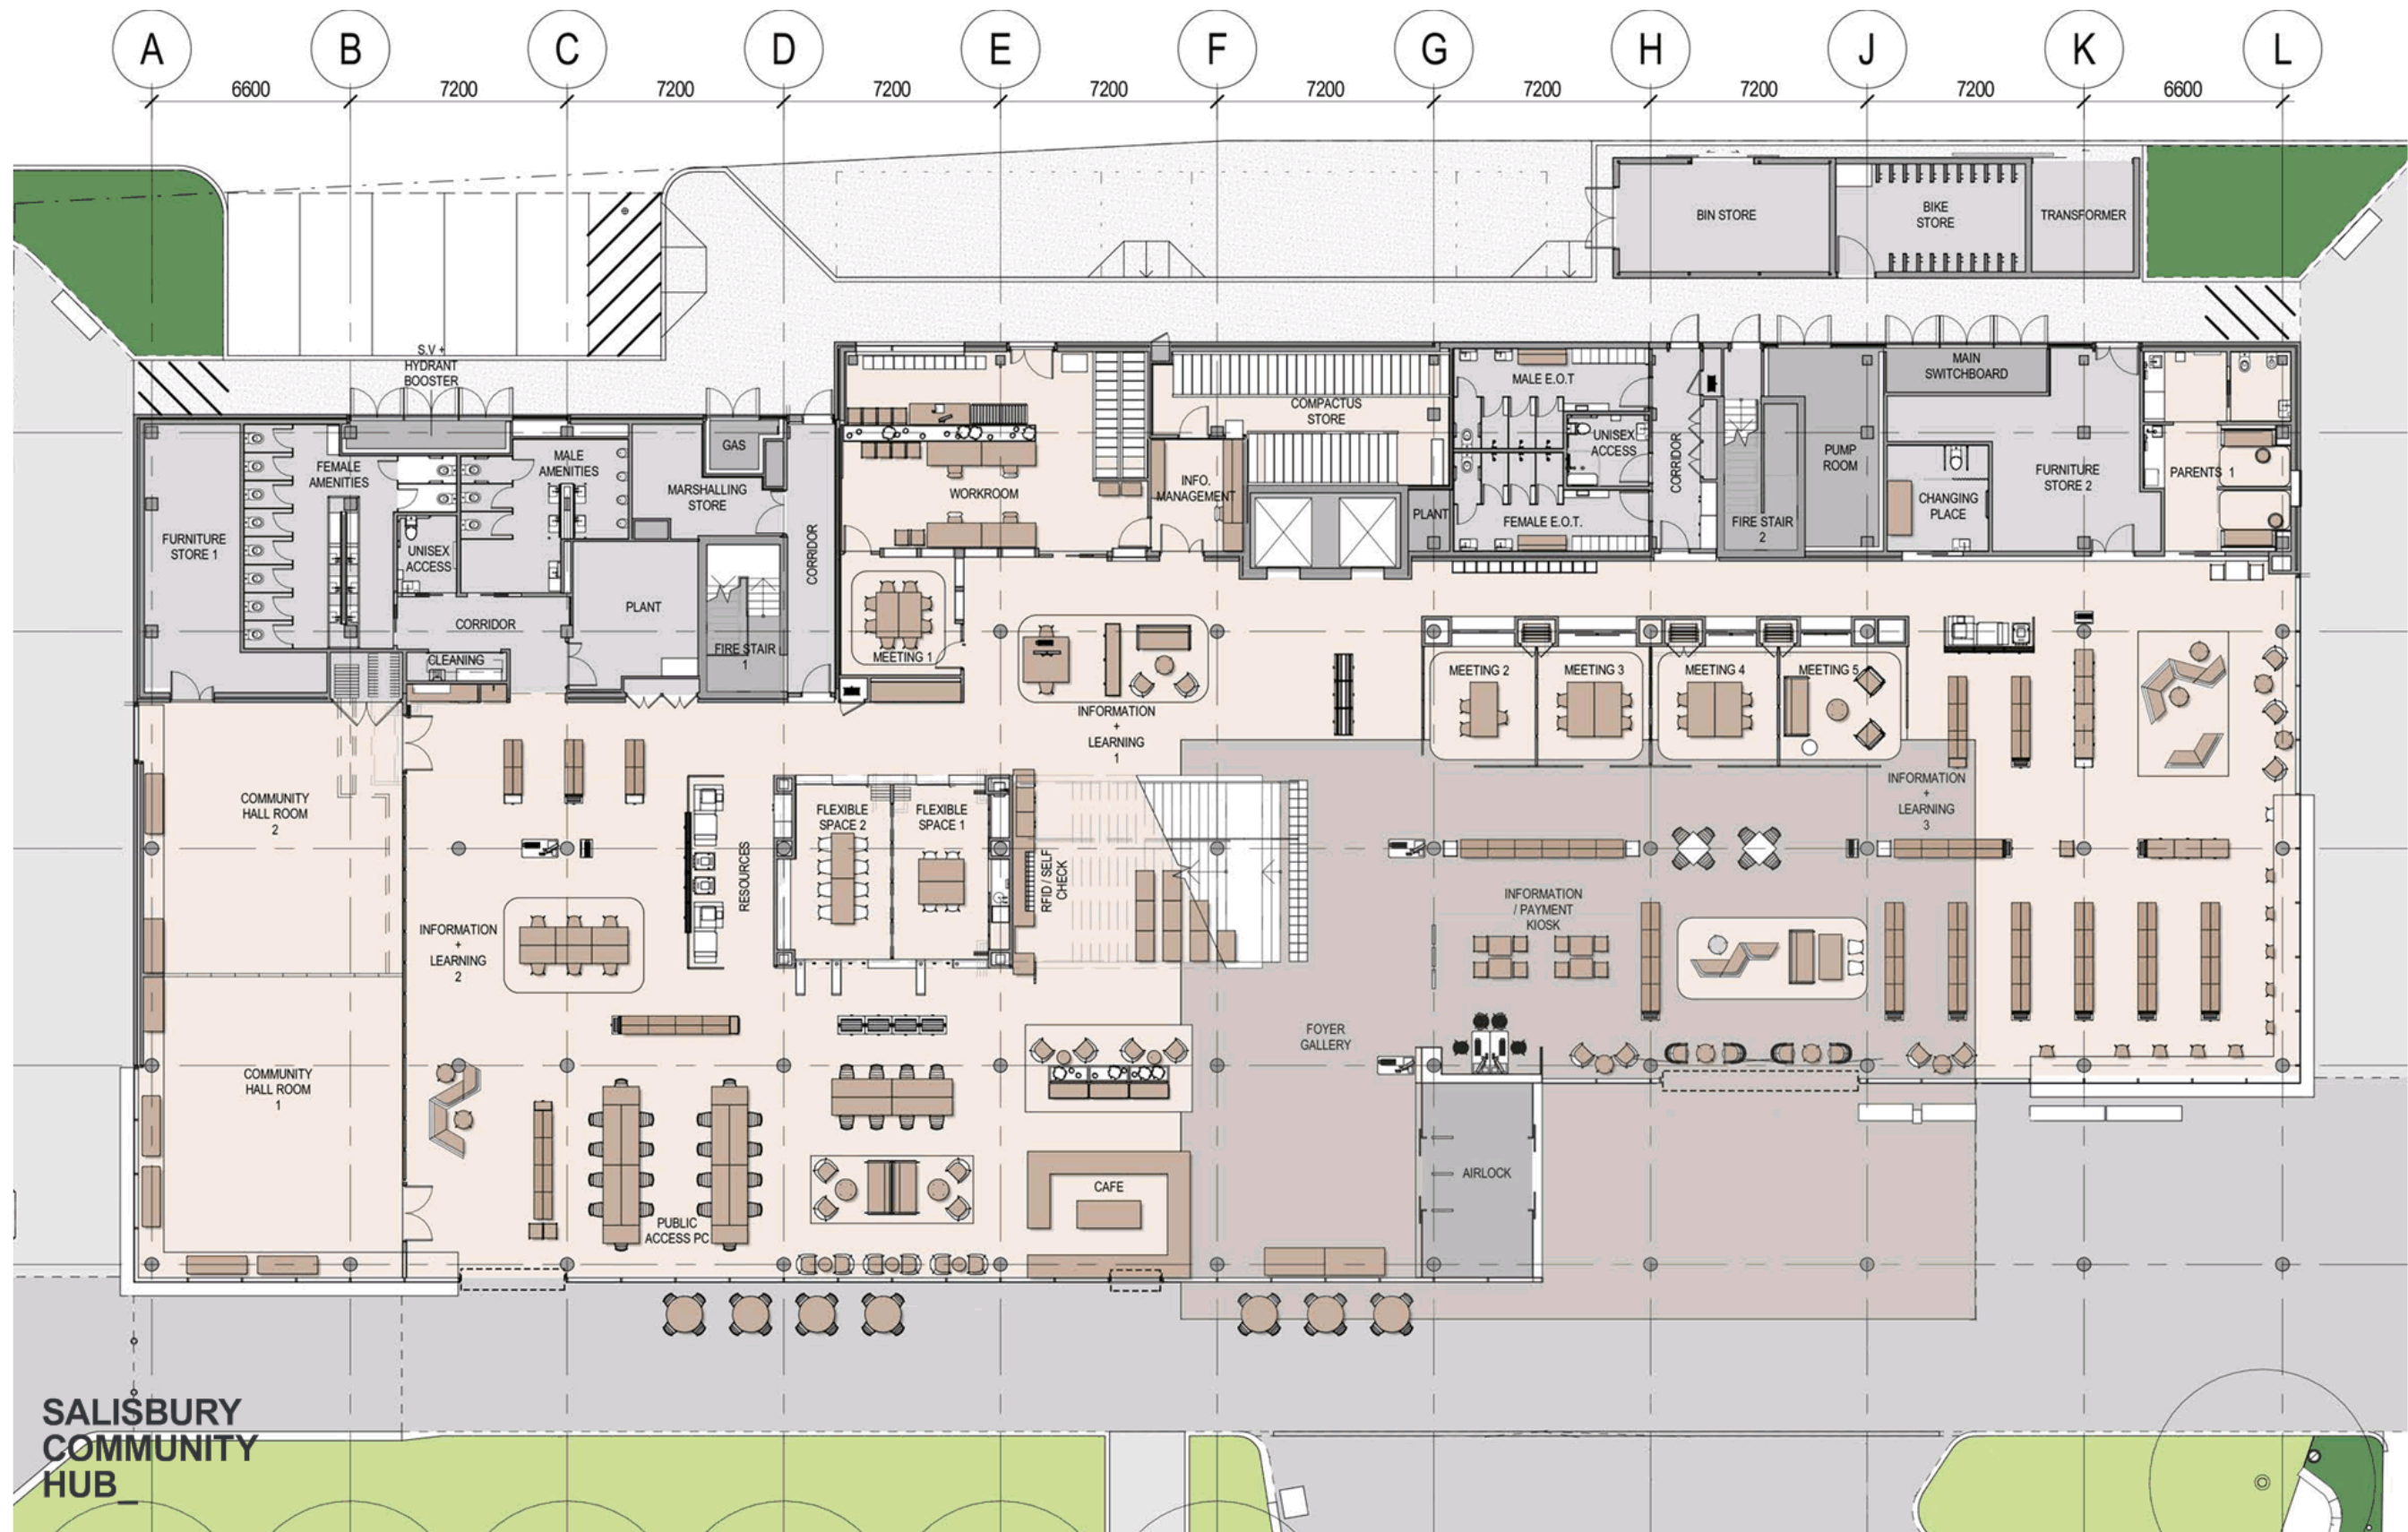 A
B
C
D
E
F
G
H
J
K
L
6600
7200
7200
7200
7200
7200
7200
7200
7200
6600
BIN STORE
BIKE
STORE
TRANSFORMER
S.V +
HYDRANT
BOOSTER
MAIN
SWITCHBOARD
MALE E.O.T
COMPACTUS
STORE
GAS
MALE
AMENITIES
FEMALE
AMENITIES
UNISEX
ACCESS
CORRIDOR
PUMP
ROOM
FURNITURE
STORE 2
PARENTS 1
MARSHALLING
STORE
WORKROOM
INFO.
MANAGEMENT
CHANGING
PLACE
PLANT
FEMALE E.O.T.
FIRE STAIR
2
FURNITURE
STORE 1
UNISEX
ACCESS
CORRIDOR
PLANT
CORRIDOR
FIRE STAIR
1
CLEANING
MEETING 1
MEETING 2
MEETING 3
MEETING 4
MEETING 5
INFORMATION
+
LEARNING
1
INFORMATION
+
LEARNING
3
COMMUNITY
HALL ROOM
2
FLEXIBLE
SPACE 2
FLEXIBLE
SPACE 1
RESOURCES
RFID / SELF
CHECK
INFORMATION
/ PAYMENT
KIOSK
INFORMATION
+
LEARNING
2
FOYER
GALLERY
COMMUNITY
HALL ROOM
1
CAFE
AIRLOCK
PUBLIC
ACCESS PC
SALISBURY
COMMUNITY
HUB_